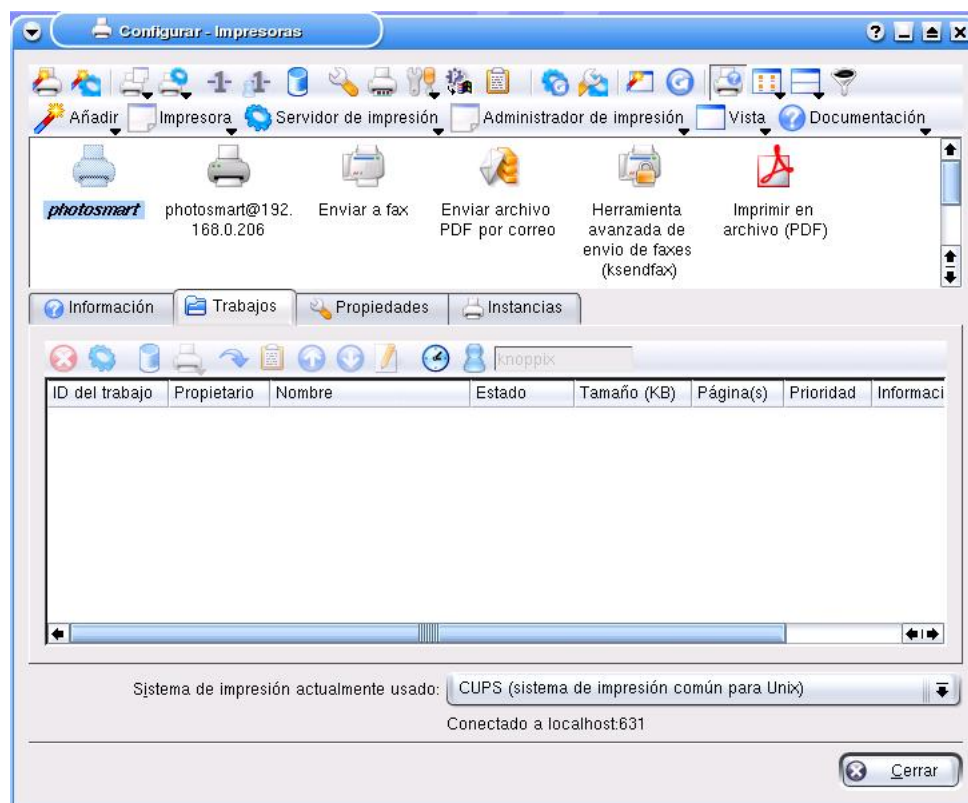 Configurar - Impresoras
Añadir Impresora Servidor de impresión Administrador de impresión Vista Documentación
photosmart
photosmart@192.
168.0.206
Enviar a fax
Enviar archivo
PDF por correo
Herramienta
avanzada de
envio de faxes
(ksendfax)
Imprimir en
archivo (PDF)
Información Trabajos Propiedades Instancias
knoppix
ID del trabajo Propietario Nombre Estado Tamaño (KB) Página(s) Prioridad Informaci
Sistema de impresión actualmente usado: CUPS (sistema de impresión común para Unix)
Conectado a localhost:631
Cerrar